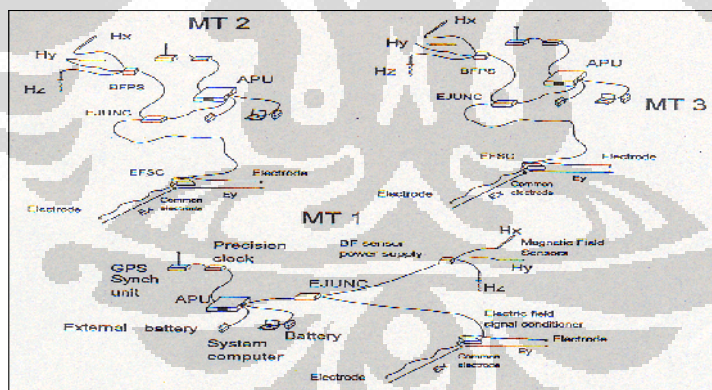 MT 2
Hx
Hy
Hz
BFPS
APU
EJUNC
EFSC
Electrode
Ey
Common
electrode
Ex
Electrode
Hx
Hy
Hz
BFPS
APU
EJUNC
MT 3
EFSC
Electrode
Ey
Common
electrode
Ex
Electrode
MT 1
Precision
clock
GPS
Synch
unit
APU
EJUNC
External battery
System
computer
Battery
BF sensor
power supply
Hx
Magnetic Field
Sensors
Hy
Hz
Electric field
signal conditioner
Electrode
Ey
Common
electrode
Ex
Electrode